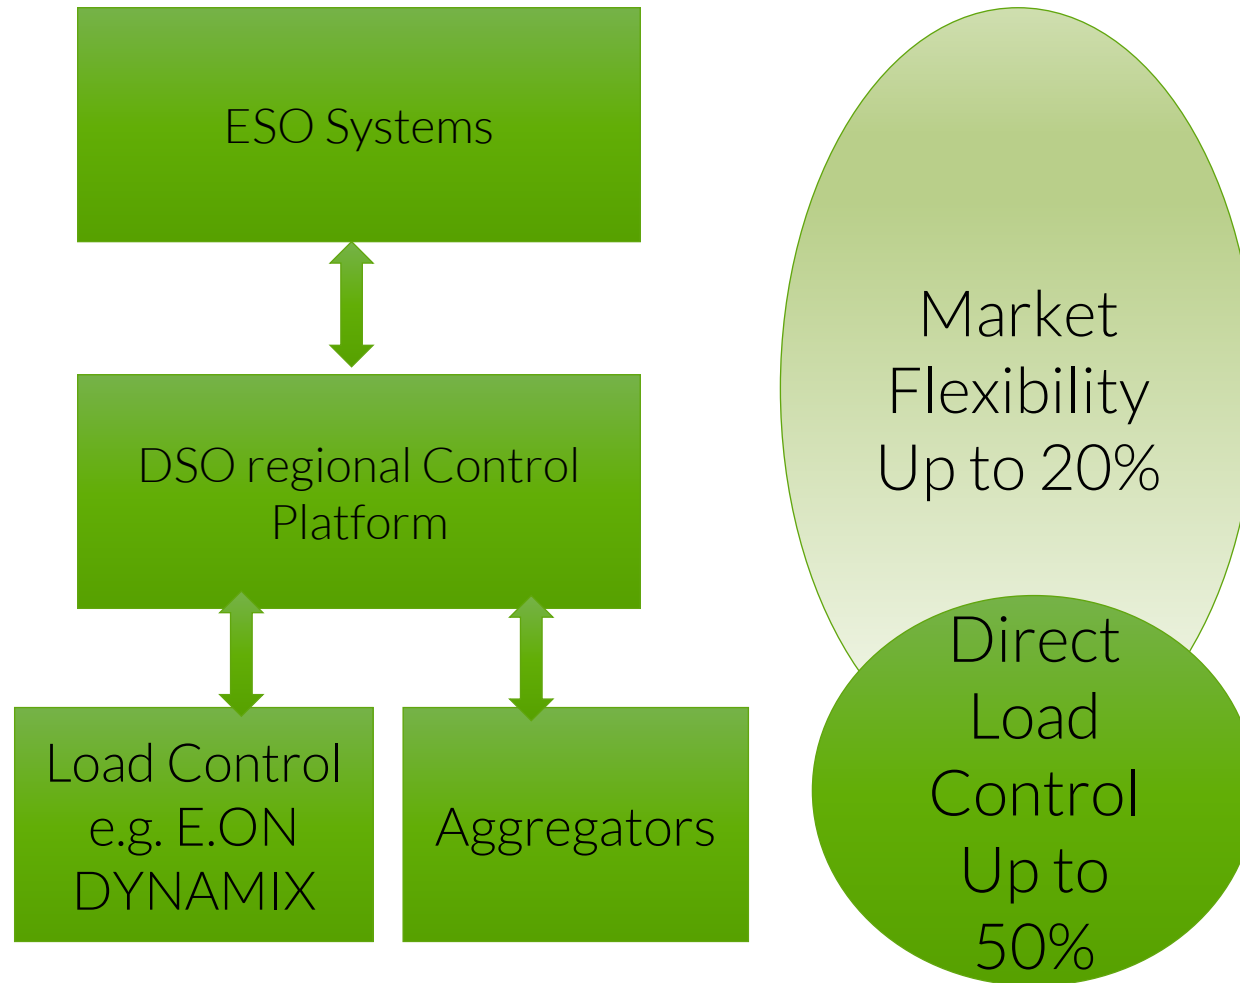 ESO Systems
DSO regional Control
Platform
Load Control
e.g. E.ON
DYNAMIX
Aggregators
Market
Flexibility
Up to 20%
Direct
Load
Control
Up to
50%